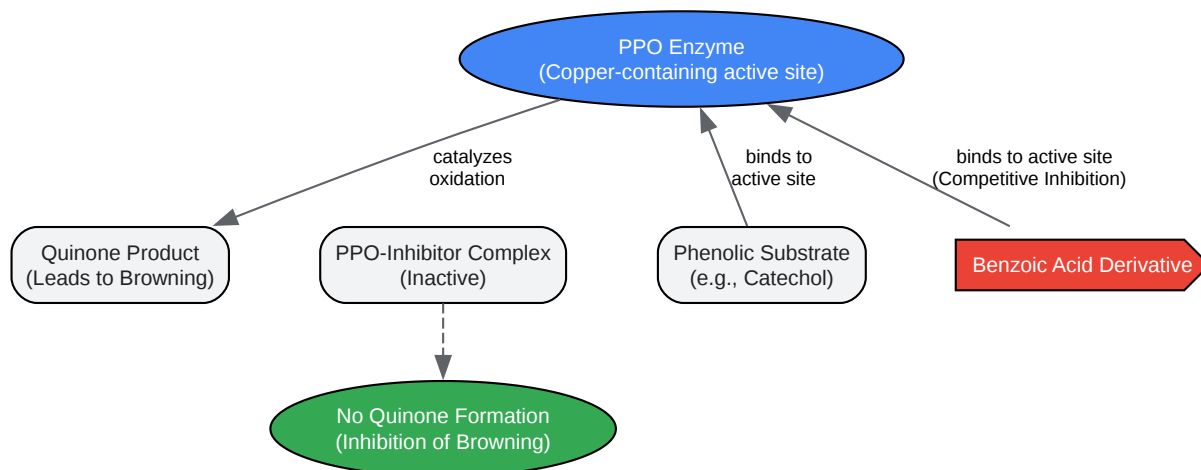 PPO Enzyme
(Copper-containing active site)
catalyzes
oxidation
binds to
active site
binds to active site
(Competitive Inhibition)
Quinone Product
(Leads to Browning)
PPO-Inhibitor Complex
(Inactive)
Phenolic Substrate
(e.g., Catechol)
Benzoic Acid Derivative
No Quinone Formation
(Inhibition of Browning)